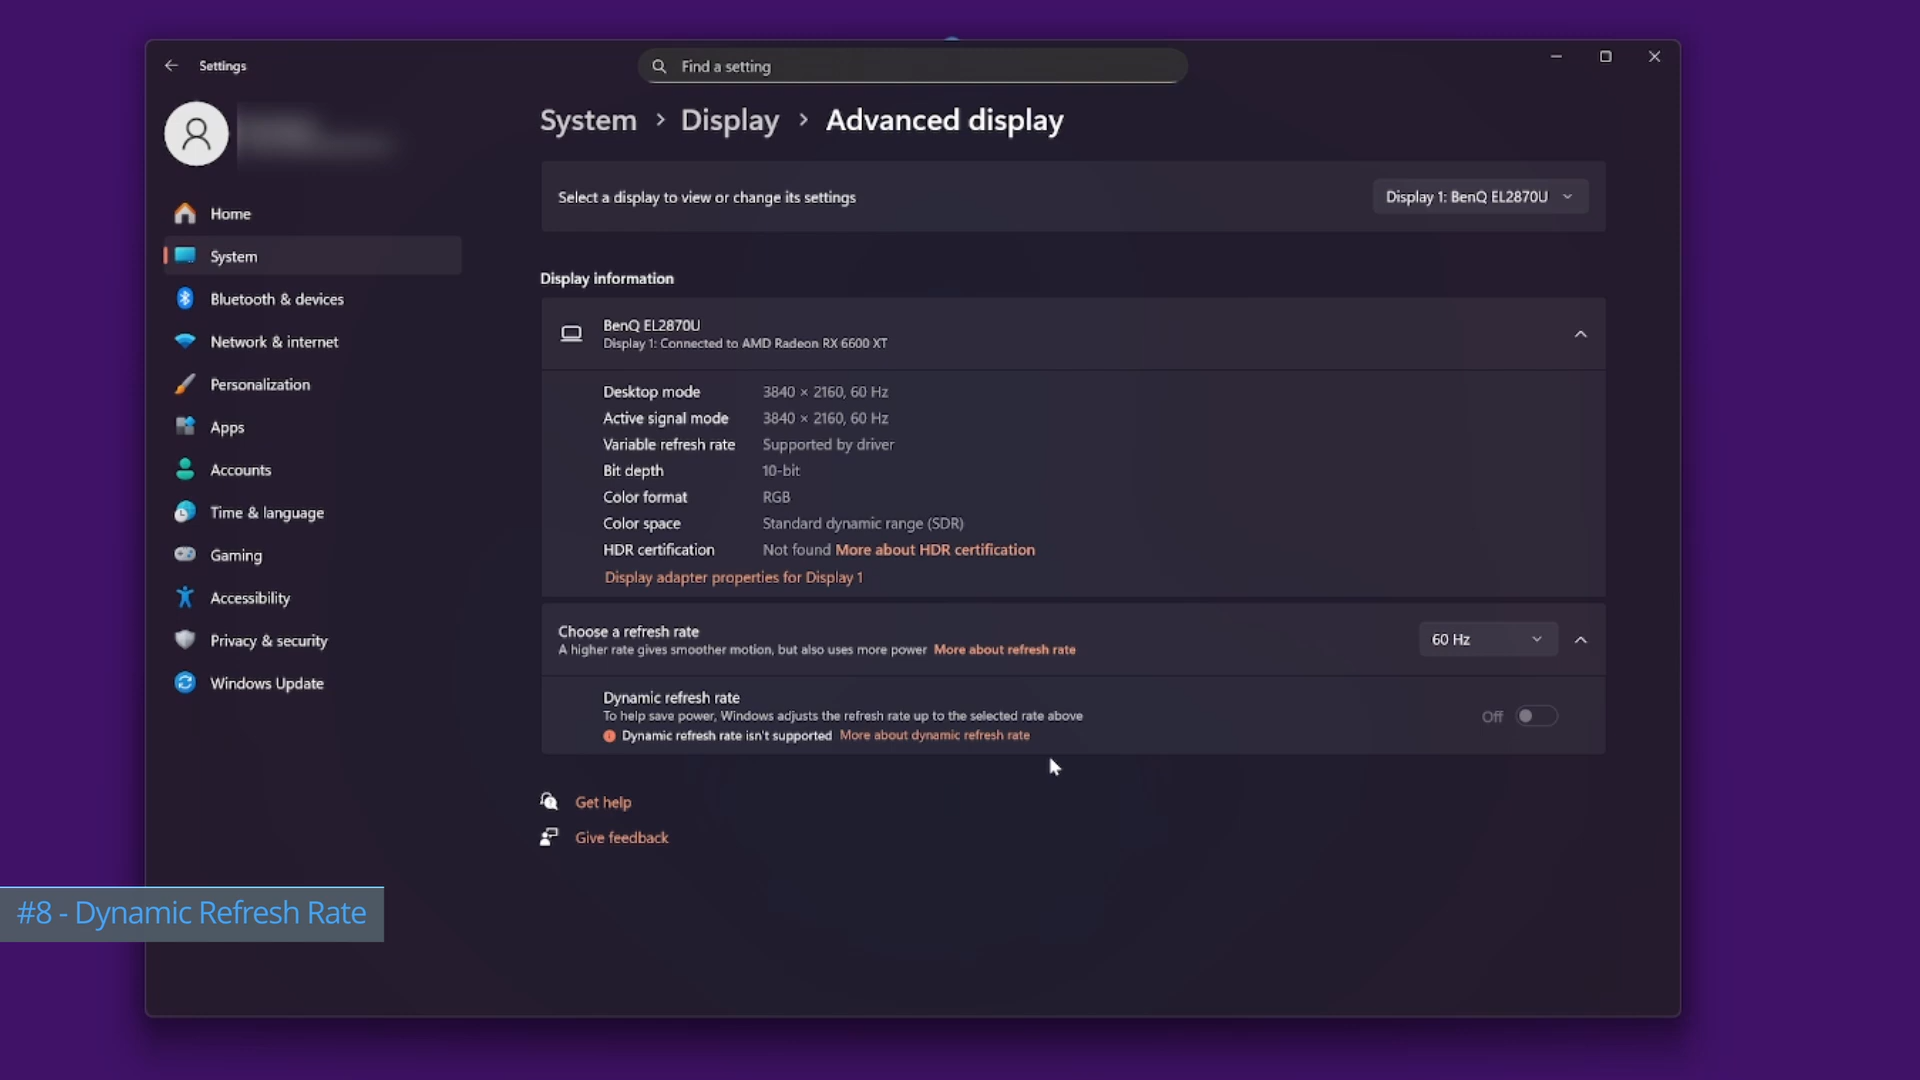 Settings
Find a setting
System > Display > Advanced display
Home
System
Bluetooth & devices
Network & internet
Personalization
Apps
Accounts
Time & language
Gaming
Accessibility
Privacy & security
Windows Update
Select a display to view or change its settings
Display 1: BenQ EL2870U
Display information
BenQ EL2870U
Display 1: Connected to AMD Radeon RX 6600 XT
Desktop mode 3840 × 2160, 60 Hz
Active signal mode 3840 × 2160, 60 Hz
Variable refresh rate Supported by driver
Bit depth 10-bit
Color format RGB
Color space Standard dynamic range (SDR)
HDR certification Not found More about HDR certification
Display adapter properties for Display 1
Choose a refresh rate
A higher rate gives smoother motion, but also uses more power More about refresh rate
60 Hz
Dynamic refresh rate
To help save power, Windows adjusts the refresh rate up to the selected rate above
Dynamic refresh rate isn't supported More about dynamic refresh rate
Off
Get help
Give feedback
#8 - Dynamic Refresh Rate